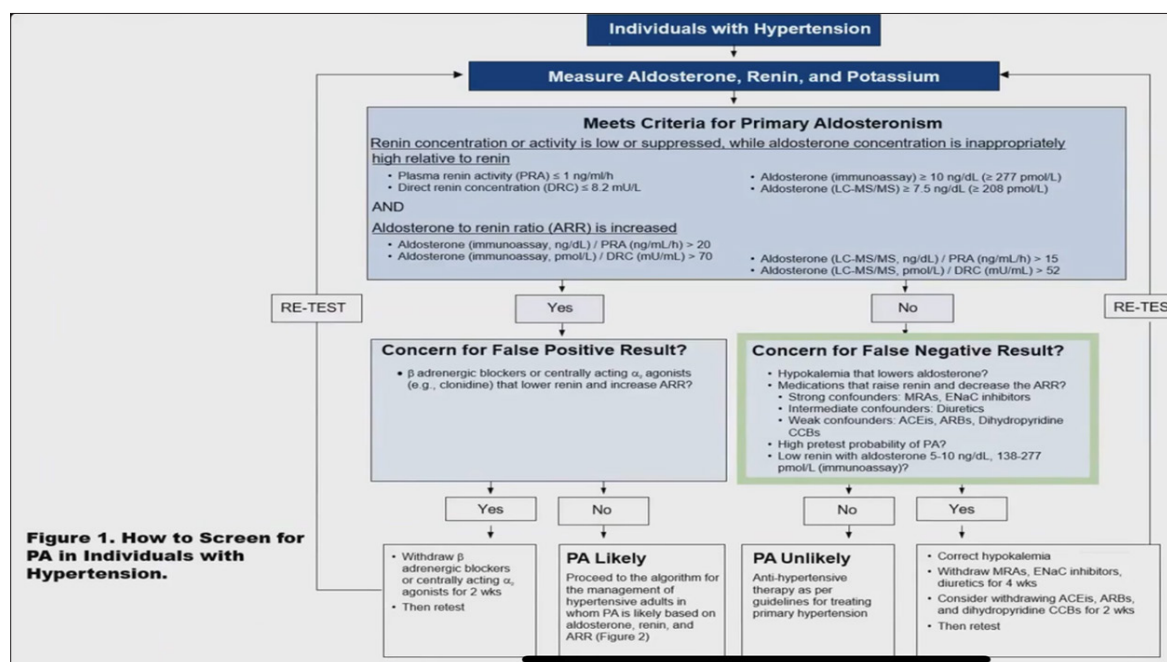 Individuals with Hypertension
Measure Aldosterone, Renin, and Potassium
Meets Criteria for Primary Aldosteronism
Renin concentration or activity is low or suppressed, while aldosterone concentration is inappropriately
high relative to renin
• Plasma renin activity (PRA) ≤ 1 ng/ml/h
• Direct renin concentration (DRC) ≤ 8.2 mU/L
• Aldosterone (immunoassay) ≥ 10 ng/dL (≥ 277 pmol/L)
• Aldosterone (LC-MS/MS) ≥ 7.5 ng/dL (≥ 208 pmol/L)
AND
Aldosterone to renin ratio (ARR) is increased
• Aldosterone (immunoassay, ng/dL) / PRA (ng/mL/h) > 20
• Aldosterone (immunoassay, pmol/L) / DRC (mU/mL) > 70
• Aldosterone (LC-MS/MS, ng/dL) / PRA (ng/mL/h) > 15
• Aldosterone (LC-MS/MS, pmol/L) / DRC (mU/mL) > 52
RE-TEST
Yes
No
RE-TES
Concern for False Positive Result?
• β adrenergic blockers or centrally acting α₂ agonists
(e.g., clonidine) that lower renin and increase ARR?
Concern for False Negative Result?
• Hypokalemia that lowers aldosterone?
• Medications that raise renin and decrease the ARR?
• Strong confounders: MRAs, ENaC inhibitors
• Intermediate confounders: Diuretics
• Weak confounders: ACEis, ARBs, Dihydropyridine
CCBs
• High pretest probability of PA?
• Low renin with aldosterone 5-10 ng/dL, 138-277
pmol/L (immunoassay)?
Yes
No
No
Yes
Figure 1. How to Screen for
PA in Individuals with
Hypertension.
• Withdraw β
adrenergic blockers
or centrally acting α₂
agonists for 2 wks
• Then retest
PA Likely
Proceed to the algorithm for
the management of
hypertensive adults in
whom PA is likely based on
aldosterone, renin, and
ARR (Figure 2)
PA Unlikely
Anti-hypertensive
therapy as per
guidelines for treating
primary hypertension
• Correct hypokalemia
• Withdraw MRAs, ENaC inhibitors,
diuretics for 4 wks
• Consider withdrawing ACEis, ARBs,
and dihydropyridine CCBs for 2 wks
• Then retest